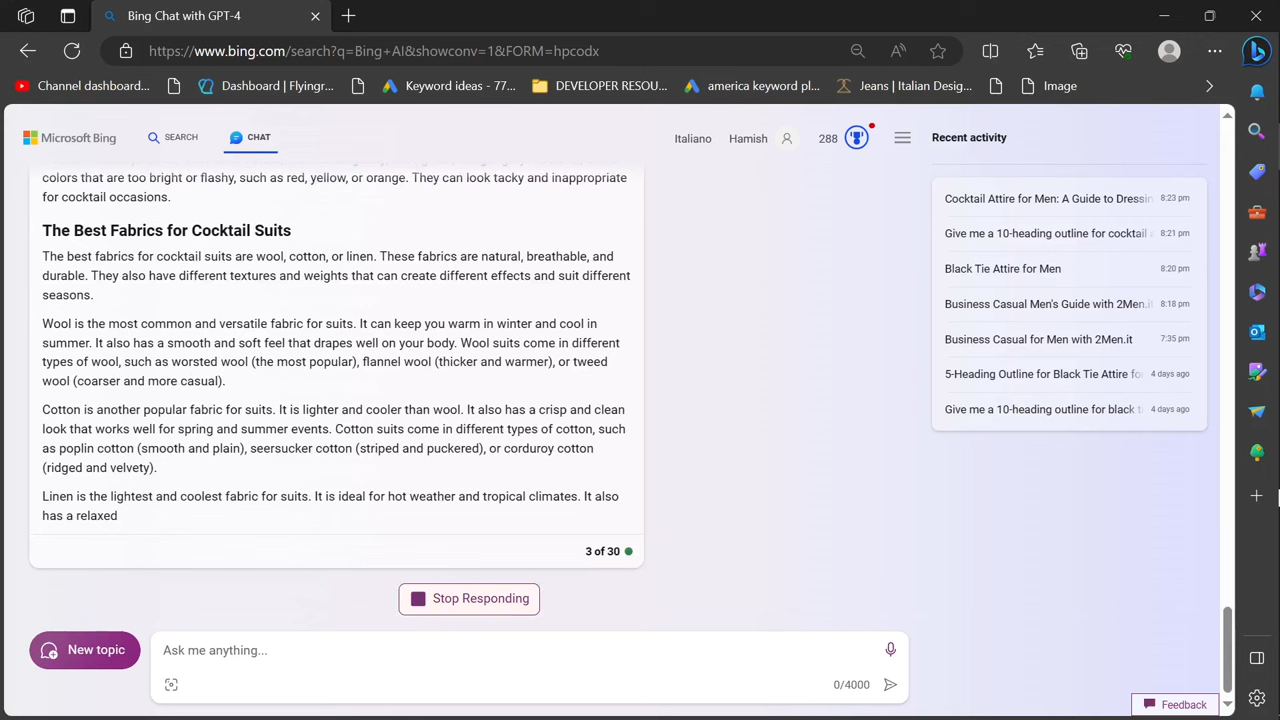 Bing Chat with GPT-4
https://www.bing.com/search?q=Bing+AI&showconv=1&FORM=hpcodx
Channel dashboard...
Dashboard | Flyingr...
Keyword ideas - 77...
DEVELOPER RESOU...
america keyword pl...
Jeans | Italian Desig...
Image
Microsoft Bing
SEARCH
CHAT
Italiano
Hamish
288
colors that are too bright or flashy, such as red, yellow, or orange. They can look tacky and inappropriate
for cocktail occasions.
The Best Fabrics for Cocktail Suits
The best fabrics for cocktail suits are wool, cotton, or linen. These fabrics are natural, breathable, and
durable. They also have different textures and weights that can create different effects and suit different
seasons.
Wool is the most common and versatile fabric for suits. It can keep you warm in winter and cool in
summer. It also has a smooth and soft feel that drapes well on your body. Wool suits come in different
types of wool, such as worsted wool (the most popular), flannel wool (thicker and warmer), or tweed
wool (coarser and more casual).
Cotton is another popular fabric for suits. It is lighter and cooler than wool. It also has a crisp and clean
look that works well for spring and summer events. Cotton suits come in different types of cotton, such
as poplin cotton (smooth and plain), seersucker cotton (striped and puckered), or corduroy cotton
(ridged and velvety).
Linen is the lightest and coolest fabric for suits. It is ideal for hot weather and tropical climates. It also
has a relaxed
3 of 30
Stop Responding
New topic
Ask me anything...
0/4000
Recent activity
Cocktail Attire for Men: A Guide to Dressin 8:23 pm
Give me a 10-heading outline for cocktail 8:21 pm
Black Tie Attire for Men 8:20 pm
Business Casual Men's Guide with 2Men.it 8:18 pm
Business Casual for Men with 2Men.it 7:35 pm
5-Heading Outline for Black Tie Attire fo 4 days ago
Give me a 10-heading outline for black 4 days ago
Feedback